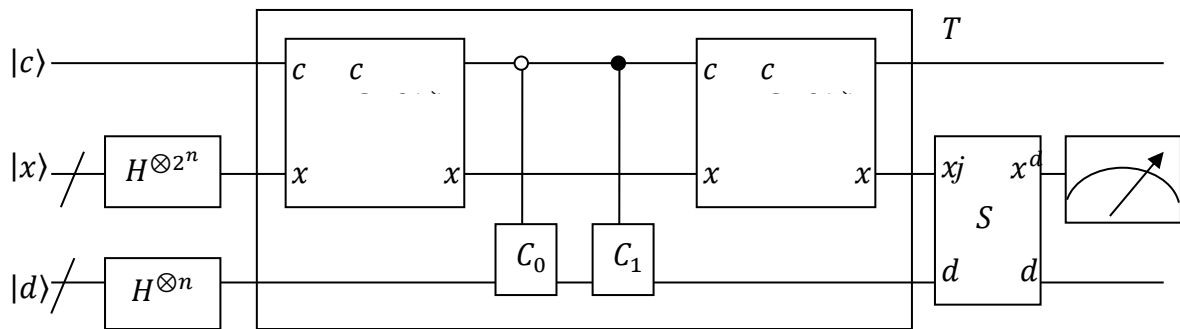 T
|c⟩ c c c c
|x⟩ H^{⊗2^n} x x x x xj x^d
S
C_0 C_1
|d⟩ H^{⊗n} d d